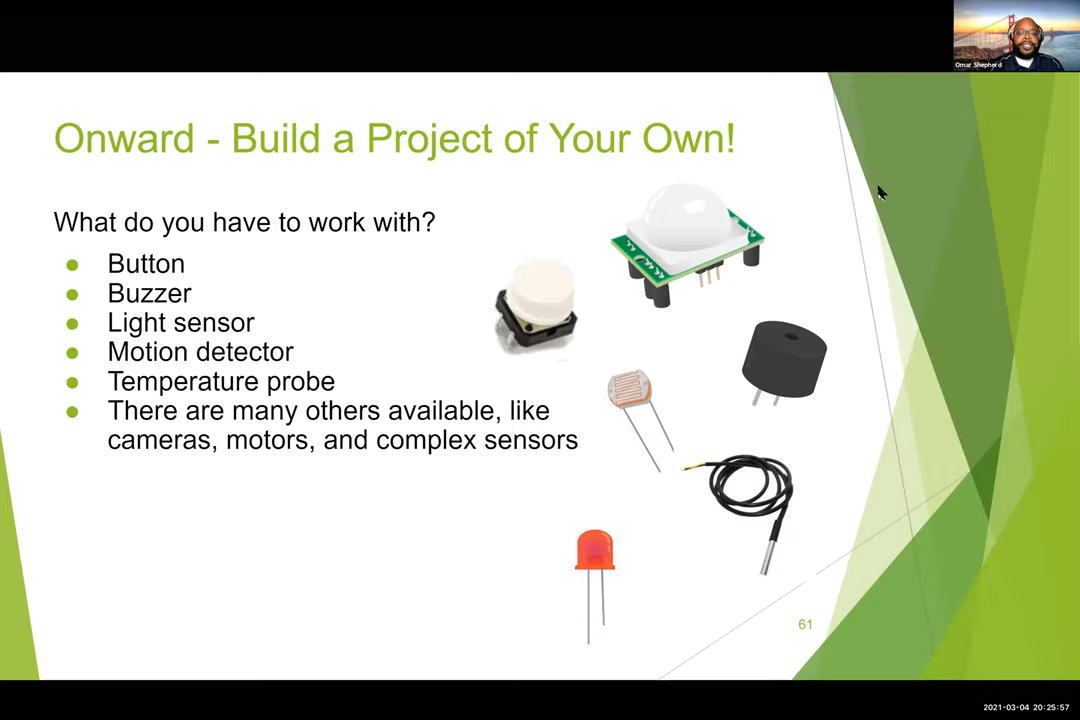 Omar Shepherd
Onward - Build a Project of Your Own!
What do you have to work with?
● Button
● Buzzer
● Light sensor
● Motion detector
● Temperature probe
● There are many others available, like
cameras, motors, and complex sensors
61
2021-03-04 20:25:57